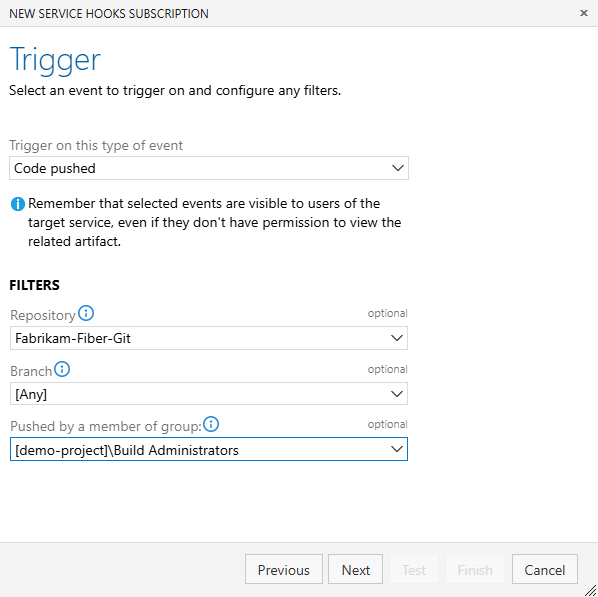 NEW SERVICE HOOKS SUBSCRIPTION
Trigger
Select an event to trigger on and configure any filters.
Trigger on this type of event
Code pushed
Remember that selected events are visible to users of the
target service, even if they don't have permission to view the
related artifact.
FILTERS
Repository optional
Fabrikam-Fiber-Git
Branch optional
[Any]
Pushed by a member of group: optional
[demo-project]\Build Administrators
Previous Next Test Finish Cancel